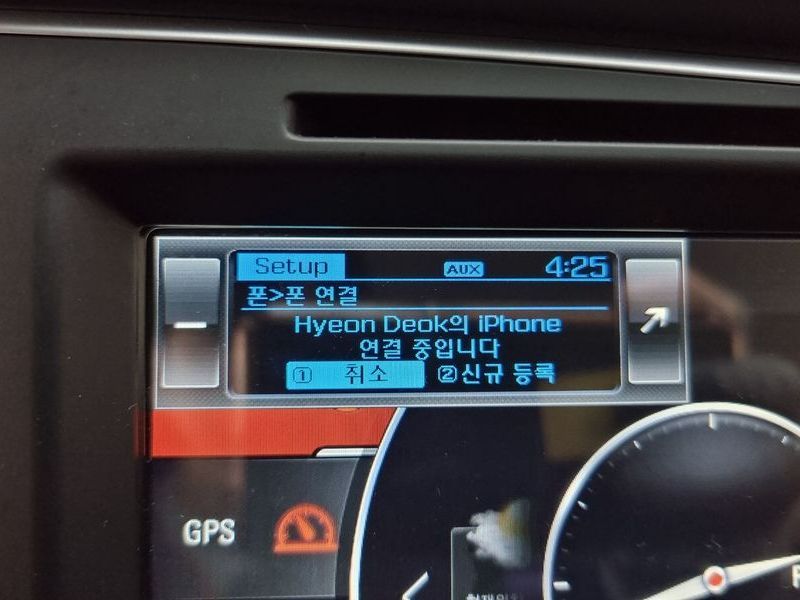 Setup AUX 4:25
폰>폰 연결
Hyeon Deok의 iPhone
연결 중입니다
① 취소 ②신규 등록
GPS